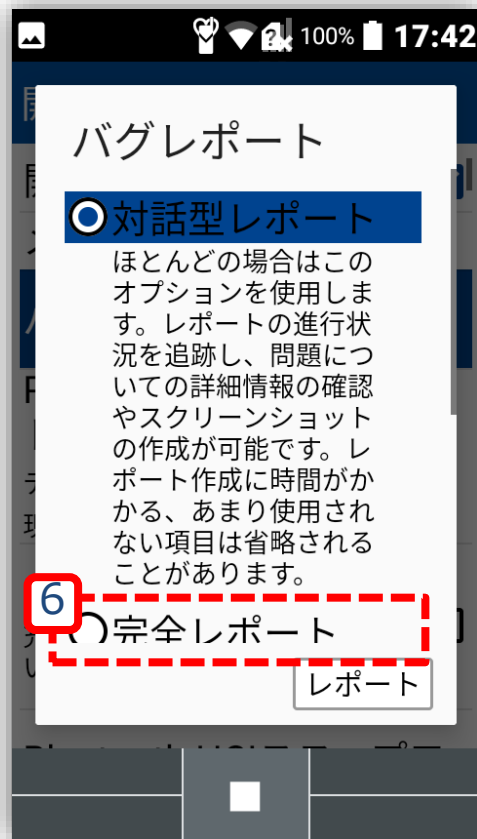 100% 17:42
バグレポート
対話型レポート
ほとんどの場合はこの
オプションを使用しま
す。レポートの進行状
況を追跡し、問題につ
いての詳細情報の確認
やスクリーンショット
の作成が可能です。レ
ポート作成に時間がか
かる、あまり使用され
ない項目は省略される
ことがあります。
6
完全レポート
レポート